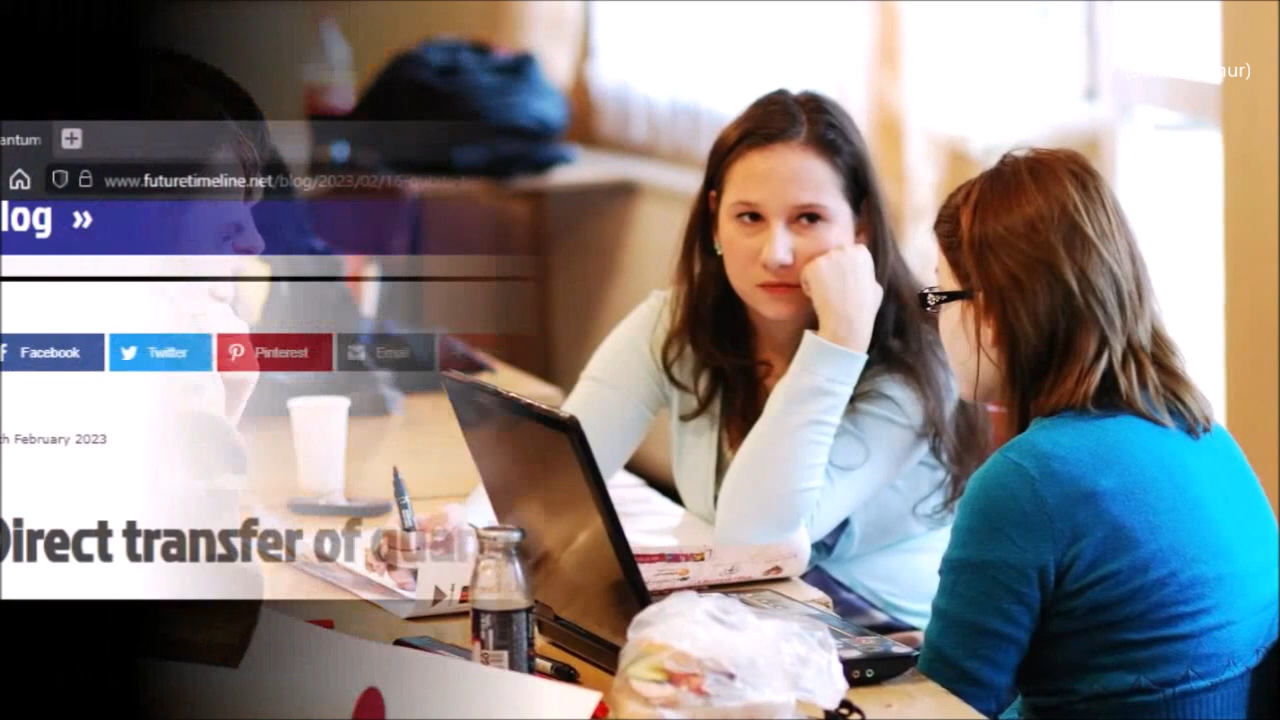 antum
www.futuretimeline.net/blog/2023/02/16-
log »
Facebook Twitter Pinterest Email
th February 2023
Direct transfer of quan